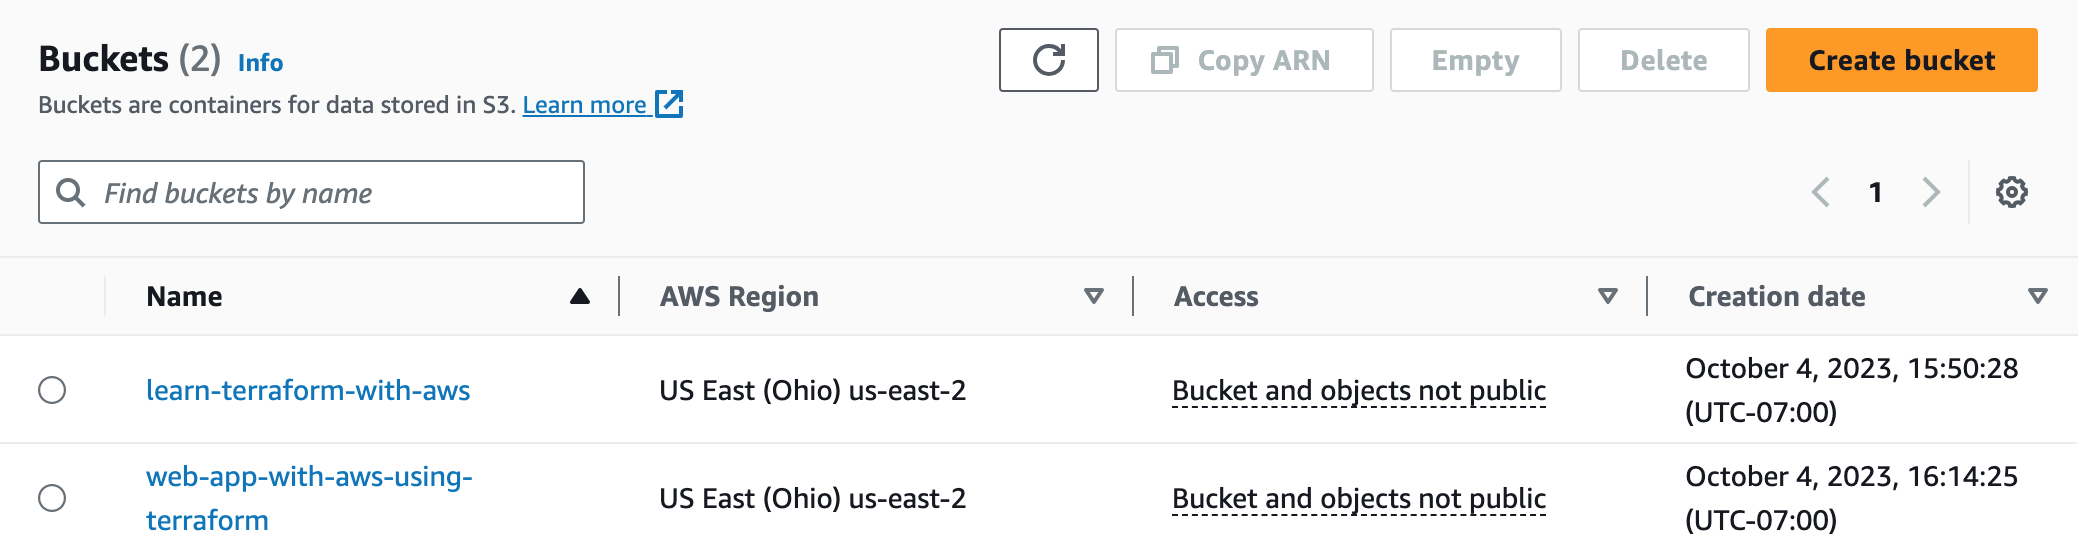 Buckets (2) Info
Buckets are containers for data stored in S3. Learn more
Copy ARN
Empty
Delete
Create bucket
Find buckets by name
1
Name AWS Region Access Creation date
learn-terraform-with-aws US East (Ohio) us-east-2 Bucket and objects not public October 4, 2023, 15:50:28
(UTC-07:00)
web-app-with-aws-using-
terraform US East (Ohio) us-east-2 Bucket and objects not public October 4, 2023, 16:14:25
(UTC-07:00)